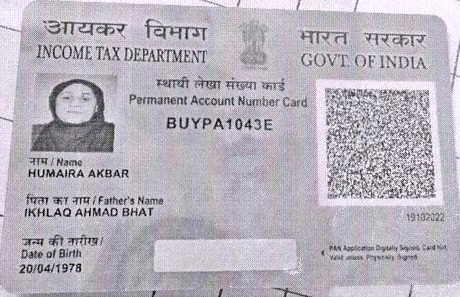 आयकर विभाग
INCOME TAX DEPARTMENT
भारत सरकार
GOVT. OF INDIA
स्थायी लेखा संख्या कार्ड
Permanent Account Number Card
BUYPA1043E
नाम / Name
HUMAIRA AKBAR
पिता का नाम / Father's Name
IKHLAQ AHMAD BHAT
जन्म की तारीख /
Date of Birth
20/04/1978
19102022
PAN Application Digitally Signed, Card Not
Valid unless Physically Signed